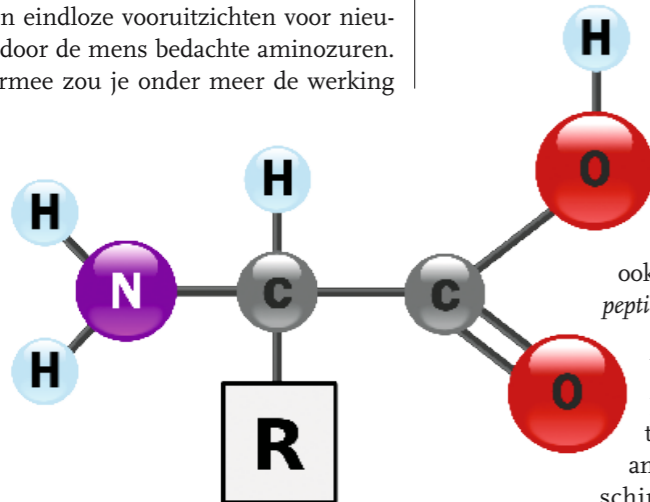 n eindloze vooruitzichten voor nieu-
door de mens bedachte aminozuren.
rmee zou je onder meer de werking
H
O
H
H
N
C
C
H
O
R
ook
pepti
t
an
schi